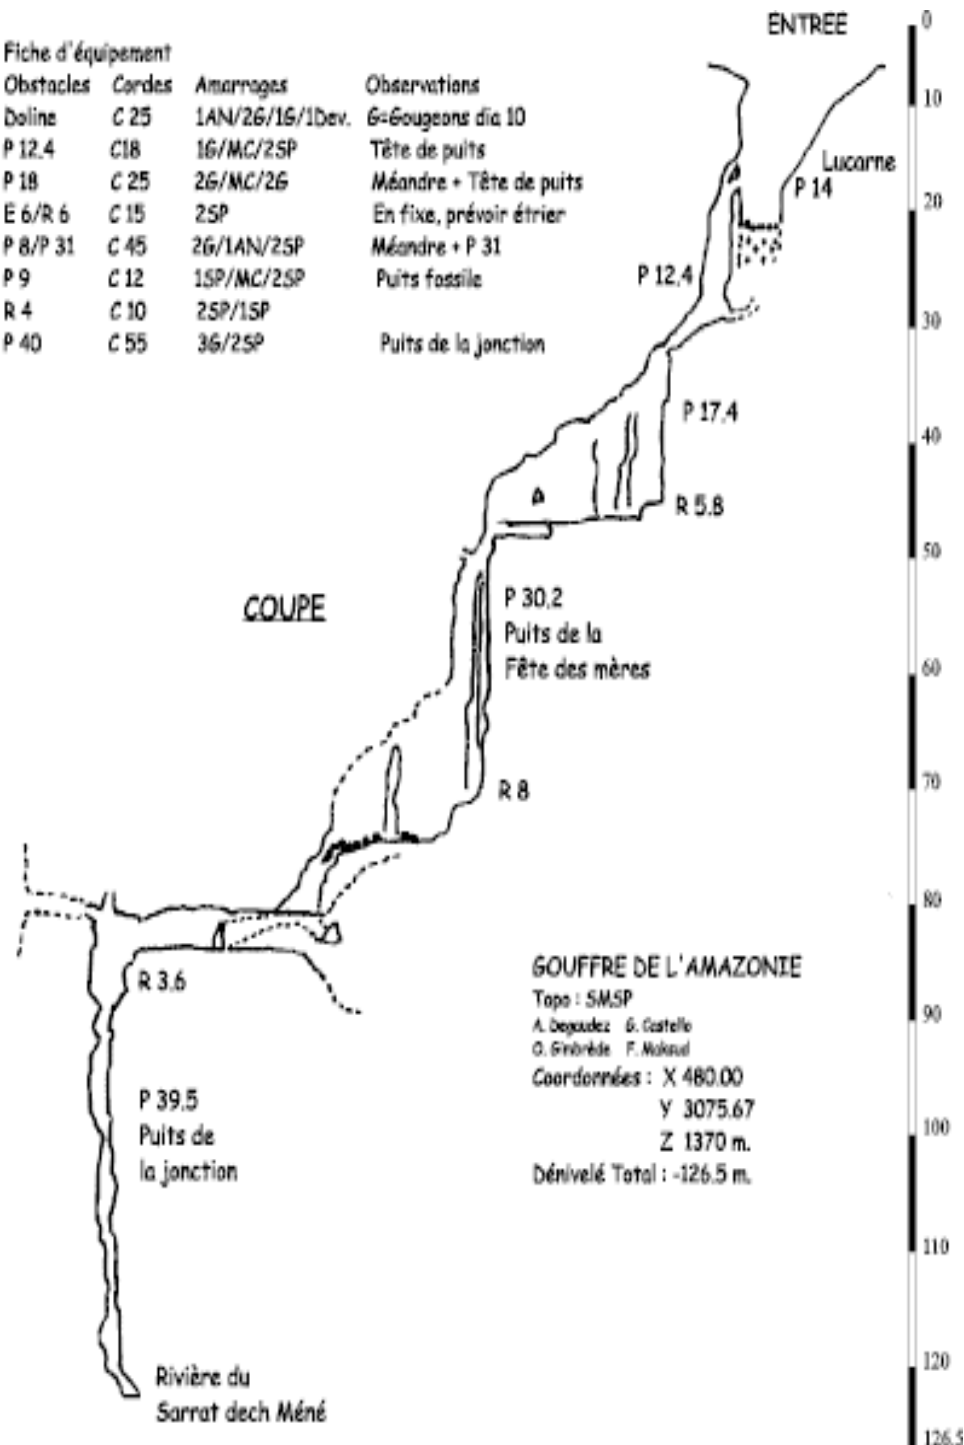 ENTREE
Fiche d'équipement
Obstacles Cordes Amarrages Observations
Doline C 25 1AN/2G/1G/1Dev. G=Gougeons dia 10
P 12.4 C18 1G/MC/2SP Tête de puits
P 18 C 25 2G/MC/2G Méandre + Tête de puits
E 6/R 6 C 15 2SP En fixe, prévoir étrier
P 8/P 31 C 45 2G/1AN/2SP Méandre + P 31
P 9 C 12 1SP/MC/2SP Puits fossile
R 4 C 10 2SP/1SP
P 40 C 55 3G/2SP Puits de la jonction
Lucarne
P 14
P 12.4
P 17.4
R 5.8
COUPE
P 30.2
Puits de la
Fête des mères
R 8
R 3.6
P 39.5
Puits de
la jonction
Rivière du
Sarrat dech Méné
GOUFFRE DE L'AMAZONIE
Topo : SMSP
A. Degaudez G. Castello
O. Ginbrède F.
Coordonnées : X 480.00
Y 3075.67
Z 1370 m.
Dénivelé Total : -126.5 m.
0
10
20
30
40
50
60
70
80
90
100
110
120
126.5